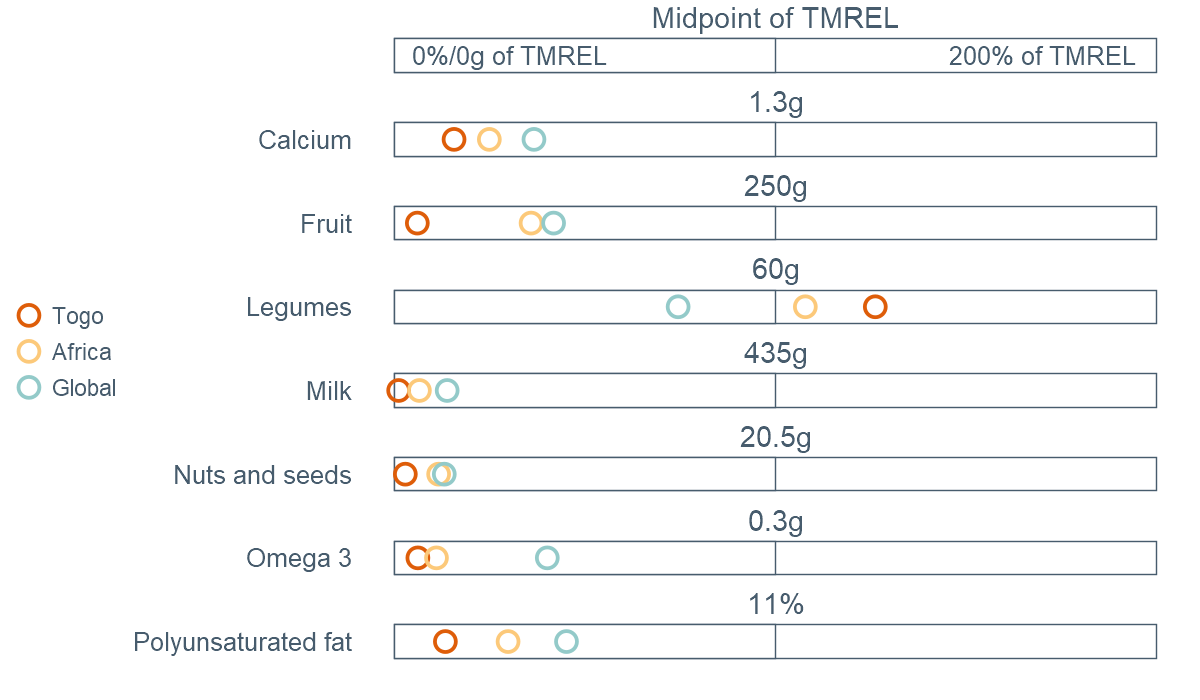 Midpoint of TMREL
0%/0g of TMREL
200% of TMREL
1.3g
Calcium
250g
Fruit
60g
Legumes
Togo
Africa
Global
435g
Milk
20.5g
Nuts and seeds
0.3g
Omega 3
11%
Polyunsaturated fat